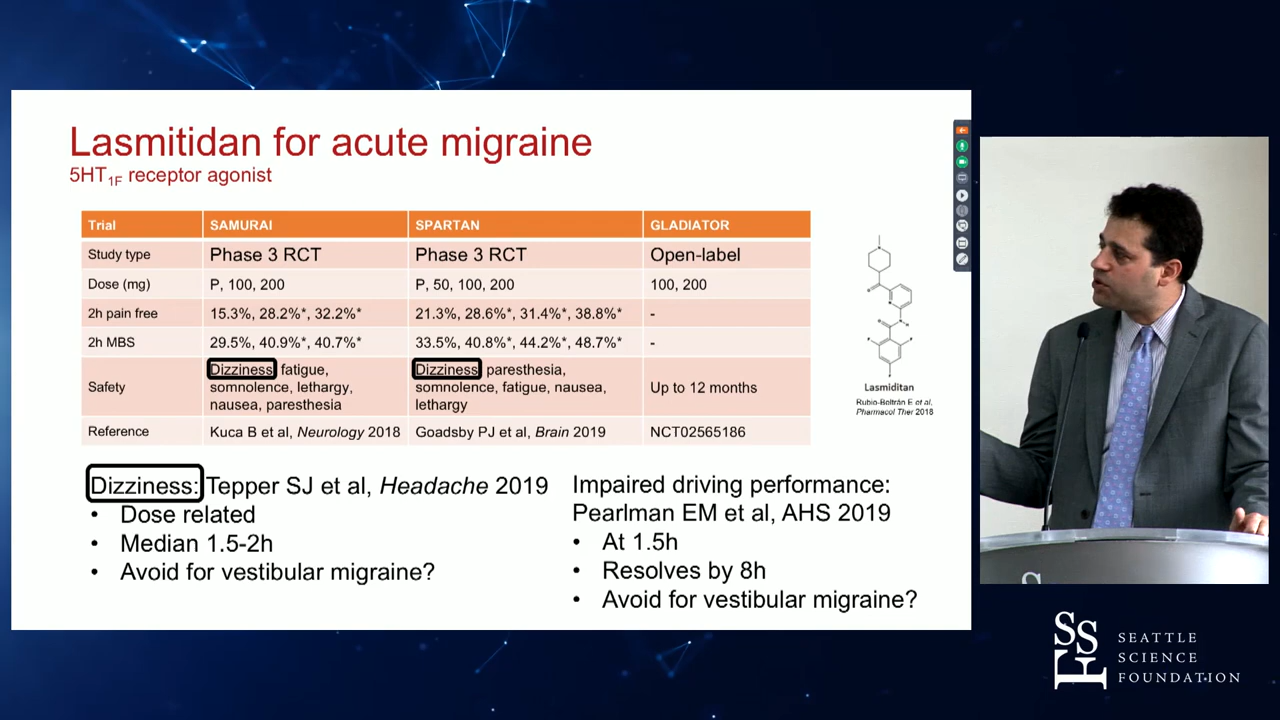 Lasmitidan for acute migraine
5HT1F receptor agonist
Trial SAMURAI SPARTAN GLADIATOR
Study type Phase 3 RCT Phase 3 RCT Open-label
Dose (mg) P, 100, 200 P, 50, 100, 200 100, 200
2h pain free 15.3%, 28.2%*, 32.2%* 21.3%, 28.6%*, 31.4%*, 38.8%* -
2h MBS 29.5%, 40.9%*, 40.7%* 33.5%, 40.8%*, 44.2%*, 48.7%* -
Safety Dizziness fatigue, somnolence, lethargy, nausea, paresthesia Dizziness paresthesia, somnolence, fatigue, nausea, lethargy Up to 12 months
Reference Kuca B et al, Neurology 2018 Goadsby PJ et al, Brain 2019 NCT02565186
Lasmiditan
Rubio-Beltrán E et al,
Pharmacol Ther 2018
Dizziness: Tepper SJ et al, Headache 2019
• Dose related
• Median 1.5-2h
• Avoid for vestibular migraine?
Impaired driving performance:
Pearlman EM et al, AHS 2019
• At 1.5h
• Resolves by 8h
• Avoid for vestibular migraine?
SSF
SEATTLE
SCIENCE
FOUNDATION